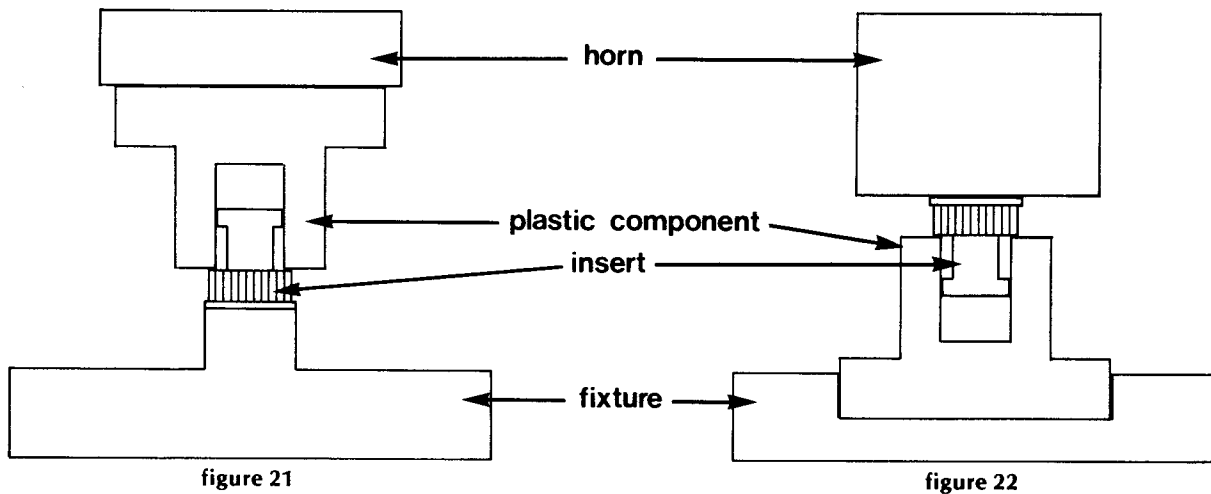 horn
plastic component
insert
fixture
figure 21
figure 22